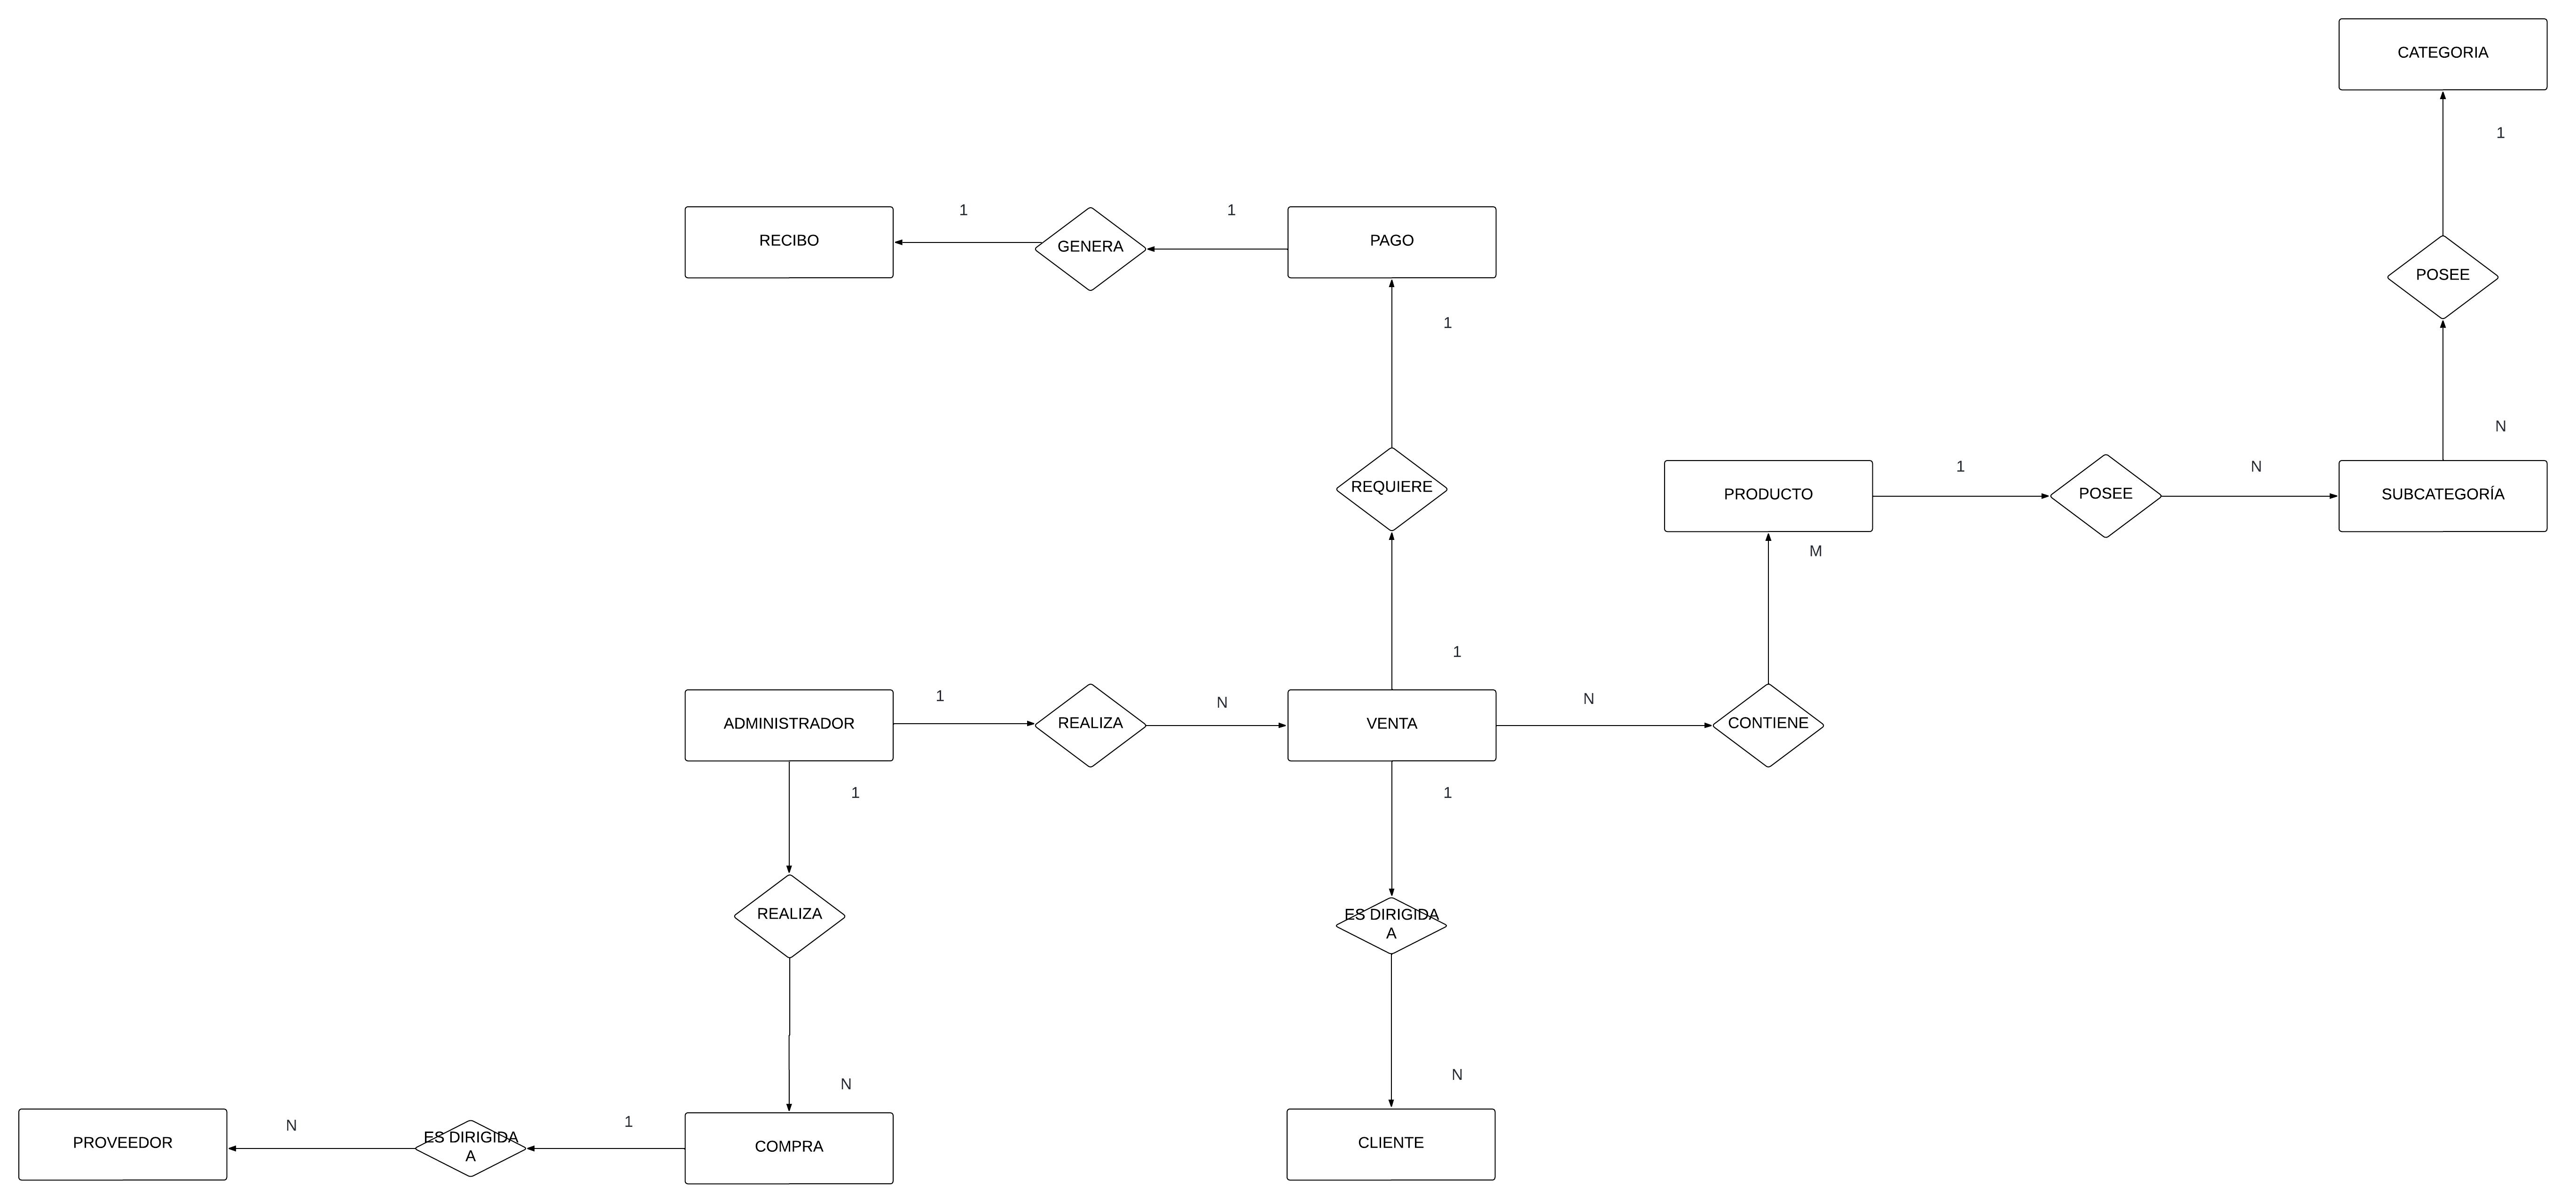 CATEGORIA
1
RECIBO
1
GENERA
1
PAGO
POSEE
1
N
REQUIERE
PRODUCTO
1
POSEE
N
SUBCATEGORÍA
M
1
ADMINISTRADOR
1
REALIZA
N
VENTA
N
CONTIENE
1
1
REALIZA
ES DIRIGIDA
A
N
N
PROVEEDOR
N
ES DIRIGIDA
A
1
COMPRA
CLIENTE